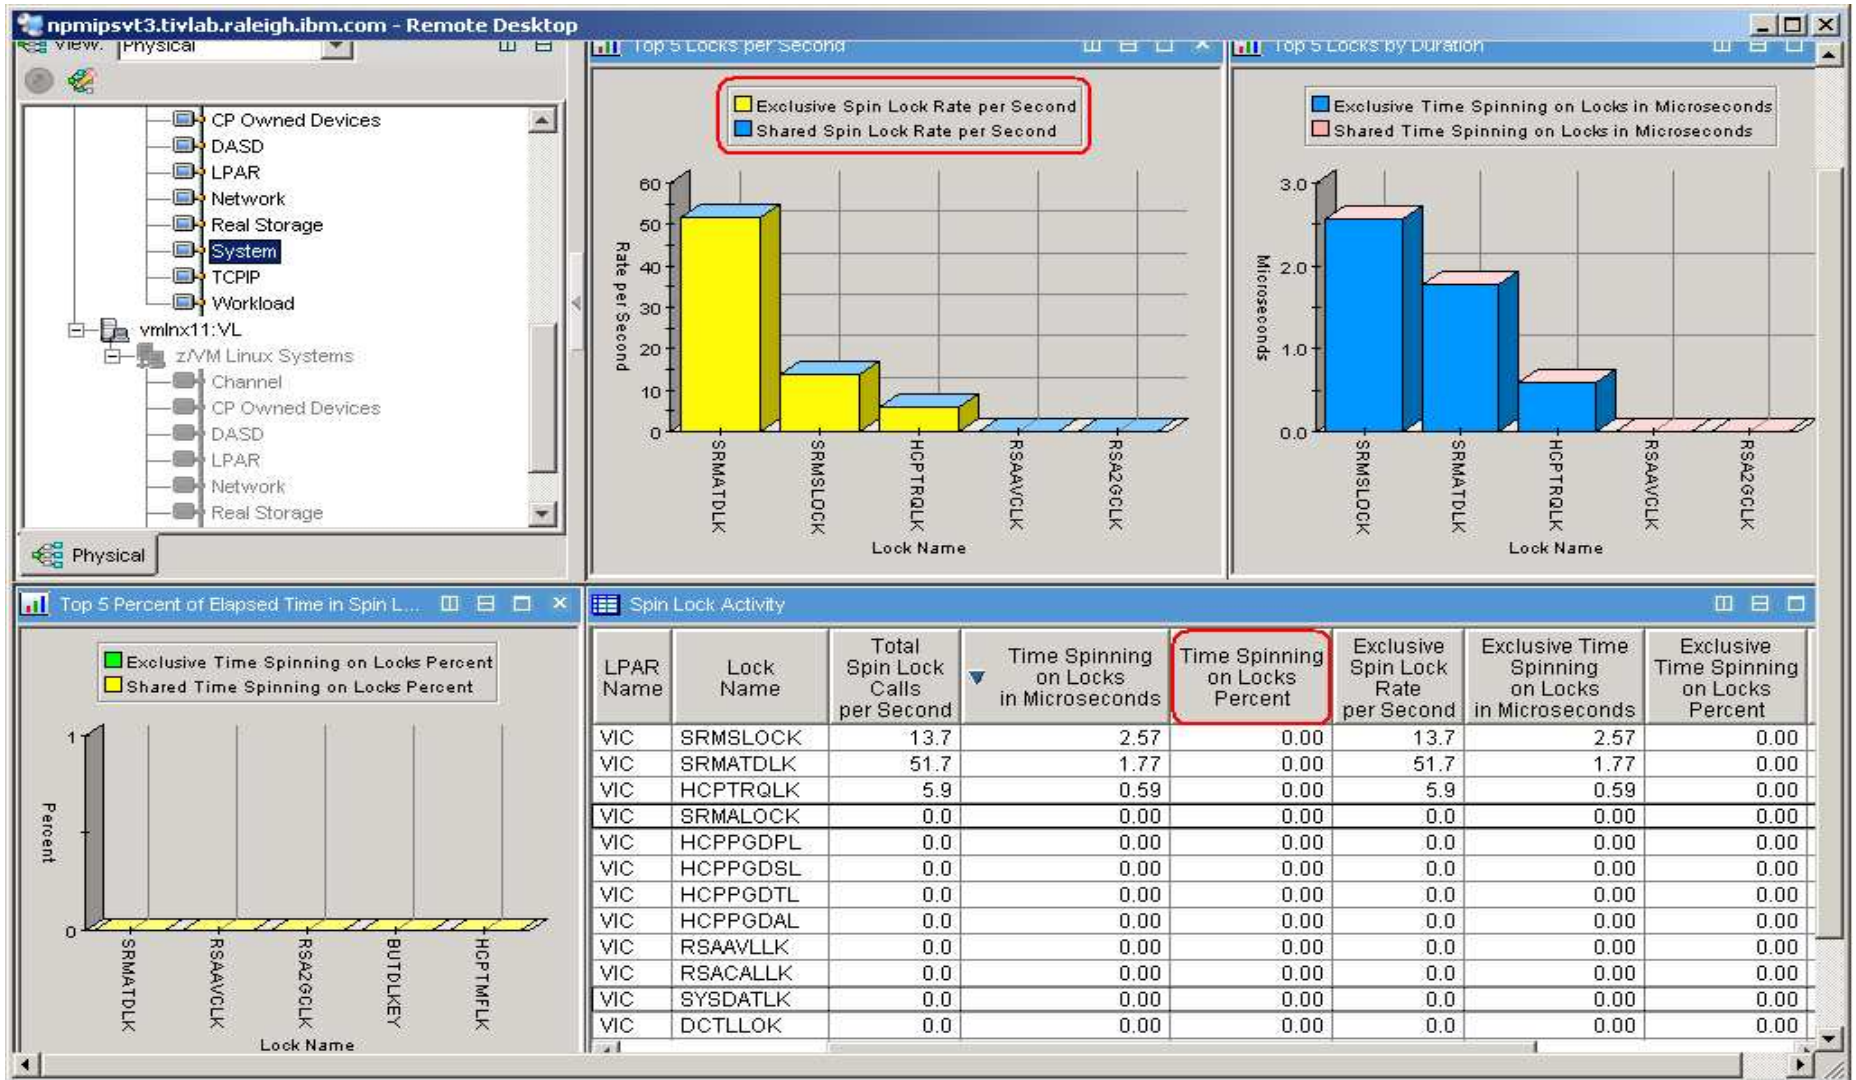 npmipsvt3.tivlab.raleigh.ibm.com - Remote Desktop
View: Physical
CP Owned Devices
DASD
LPAR
Network
Real Storage
System
TCPIP
Workload
vmlnx11:VL
z/VM Linux Systems
Channel
CP Owned Devices
DASD
LPAR
Network
Real Storage
Physical
Top 5 Locks per Second
Exclusive Spin Lock Rate per Second
Shared Spin Lock Rate per Second
60
50
40
30
20
10
0
Rate per Second
SRMATDLK
SRMSLOCK
HCPTRQLK
RSAAVCLK
RSA2GCLK
Lock Name
Top 5 Locks by Duration
Exclusive Time Spinning on Locks in Microseconds
Shared Time Spinning on Locks in Microseconds
3.0
2.0
1.0
0.0
Microseconds
SRMSLOCK
SRMATDLK
HCPTRQLK
RSAAVCLK
RSA2GCLK
Lock Name
Top 5 Percent of Elapsed Time in Spin L...
Exclusive Time Spinning on Locks Percent
Shared Time Spinning on Locks Percent
1
0
Percent
SRMATDLK
RSAAVCLK
RSA2GCLK
BUTDLKEY
HCPTMFLK
Lock Name
Spin Lock Activity
LPAR Name
Lock Name
Total Spin Lock Calls per Second
Time Spinning on Locks in Microseconds
Time Spinning on Locks Percent
Exclusive Spin Lock Rate per Second
Exclusive Time Spinning on Locks in Microseconds
Exclusive Time Spinning on Locks Percent
VIC SRMSLOCK 13.7 2.57 0.00 13.7 2.57 0.00
VIC SRMATDLK 51.7 1.77 0.00 51.7 1.77 0.00
VIC HCPTRQLK 5.9 0.59 0.00 5.9 0.59 0.00
VIC SRMALOCK 0.0 0.00 0.00 0.0 0.00 0.00
VIC HCPPGDPL 0.0 0.00 0.00 0.0 0.00 0.00
VIC HCPPGDSL 0.0 0.00 0.00 0.0 0.00 0.00
VIC HCPPGDTL 0.0 0.00 0.00 0.0 0.00 0.00
VIC HCPPGDAL 0.0 0.00 0.00 0.0 0.00 0.00
VIC RSAAVLLK 0.0 0.00 0.00 0.0 0.00 0.00
VIC RSACALLK 0.0 0.00 0.00 0.0 0.00 0.00
VIC SYSDATLK 0.0 0.00 0.00 0.0 0.00 0.00
VIC DCTLLOK 0.0 0.00 0.00 0.0 0.00 0.00